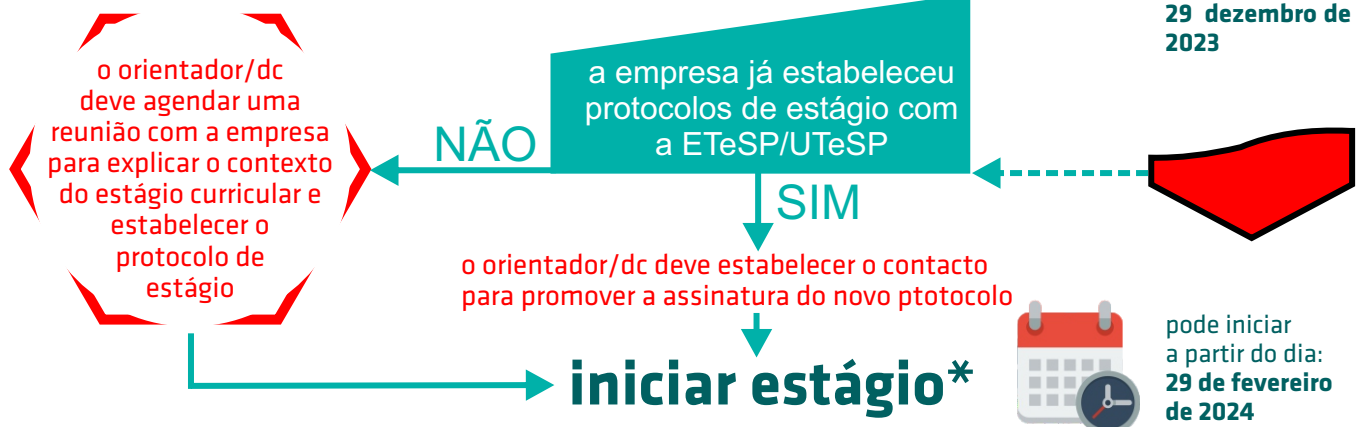 29 dezembro de
2023
o orientador/dc
deve agendar uma
reunião com a empresa
para explicar o contexto
do estágio curricular e
estabelecer o
protocolo de
estágio
NÃO
a empresa já estabeleceu
protocolos de estágio com
a ETeSP/UTeSP
SIM
o orientador/dc deve estabelecer o contacto
para promover a assinatura do novo ptotocolo
iniciar estágio*
pode iniciar
a partir do dia:
29 de fevereiro
de 2024